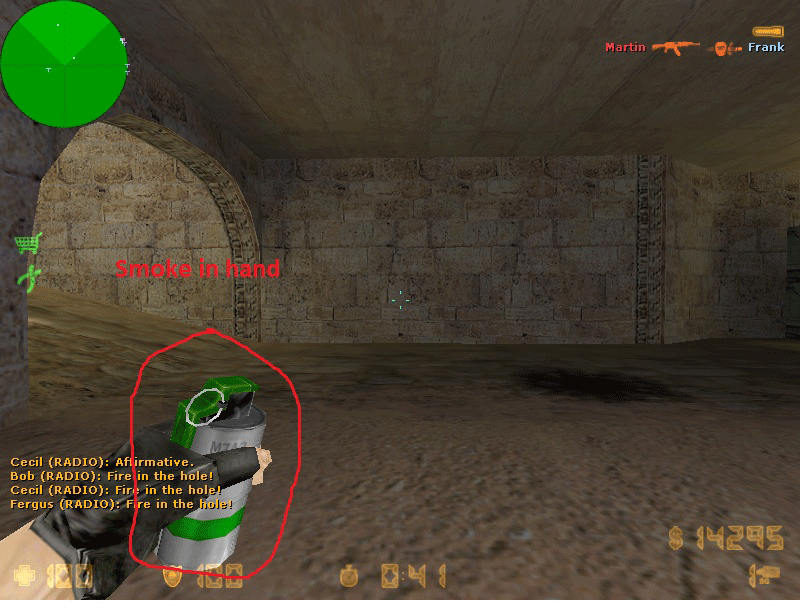 Martin Frank
Smoke in hand
Cecil (RADIO): Affirmative.
Bob (RADIO): Fire in the hole!
Cecil (RADIO): Fire in the hole!
Fergus (RADIO): Fire in the hole!
$ 14295
100 100 0:41 1